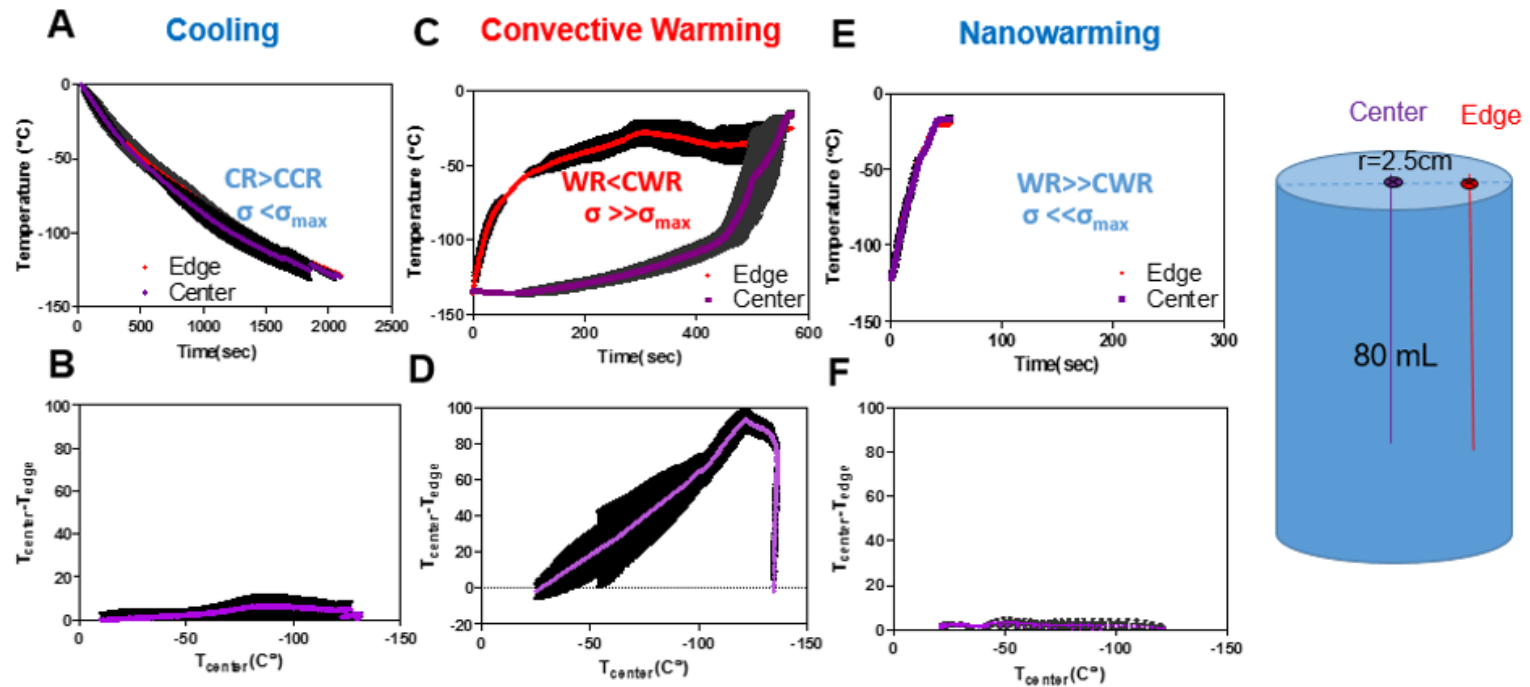 A Cooling
0
-50
-100
-150
Temperature (°C)
CR>CCR
σ <σmax
Edge
Center
0 500 1000 1500 2000 2500
Time(sec)
C Convective Warming
0
-50
-100
-150
Temperature (°C)
WR<CWR
σ >>σmax
Edge
Center
0 200 400 600
Time(sec)
E Nanowarming
0
-50
-100
-150
Temperature (°C)
WR>>CWR
σ <<σmax
Edge
Center
0 100 200 300
Time(sec)
Center Edge
r=2.5cm
80 mL
B
100
80
60
40
20
0
Tcenter-Tedge
0 -50 -100 -150
Tcenter(C°)
D
100
80
60
40
20
0
-20
Tcenter-Tedge
0 -50 -100 -150
Tcenter(C°)
F
100
80
60
40
20
0
Tcenter-Tedge
0 -50 -100 -150
Tcenter(C°)